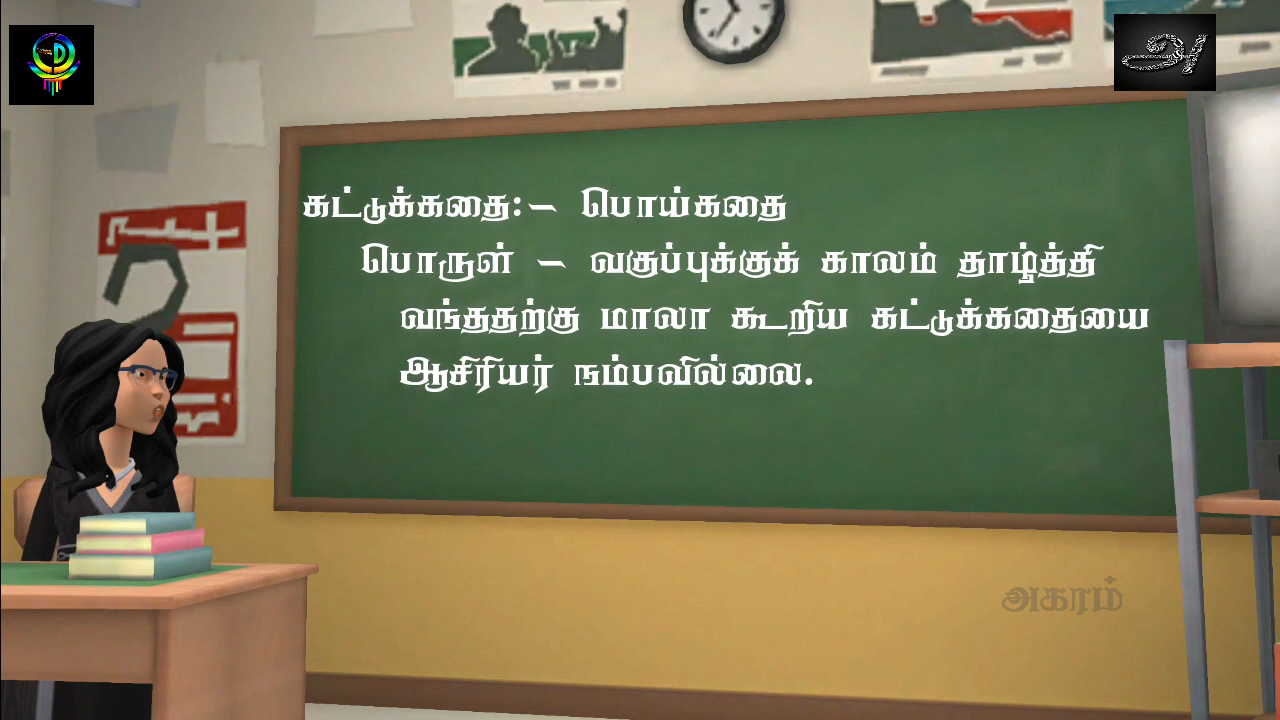 அ
கட்டுக்கதை:- பொய்கதை
பொருள் - வகுப்புக்குக் காலம் தாழ்த்தி
வந்ததற்கு மாலா கூறிய கட்டுக்கதையை
ஆசிரியர் நம்பவில்லை.
அகரம்